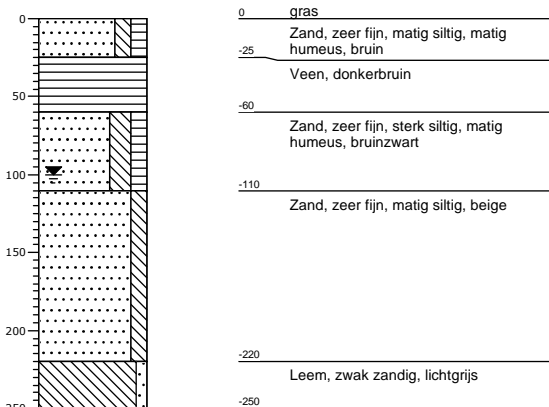 0
50
100
150
200
250
0
gras
Zand, zeer fijn, matig siltig, matig
humeus, bruin
-25
Veen, donkerbruin
-60
Zand, zeer fijn, sterk siltig, matig
humeus, bruinzwart
-110
Zand, zeer fijn, matig siltig, beige
-220
Leem, zwak zandig, lichtgrijs
-250